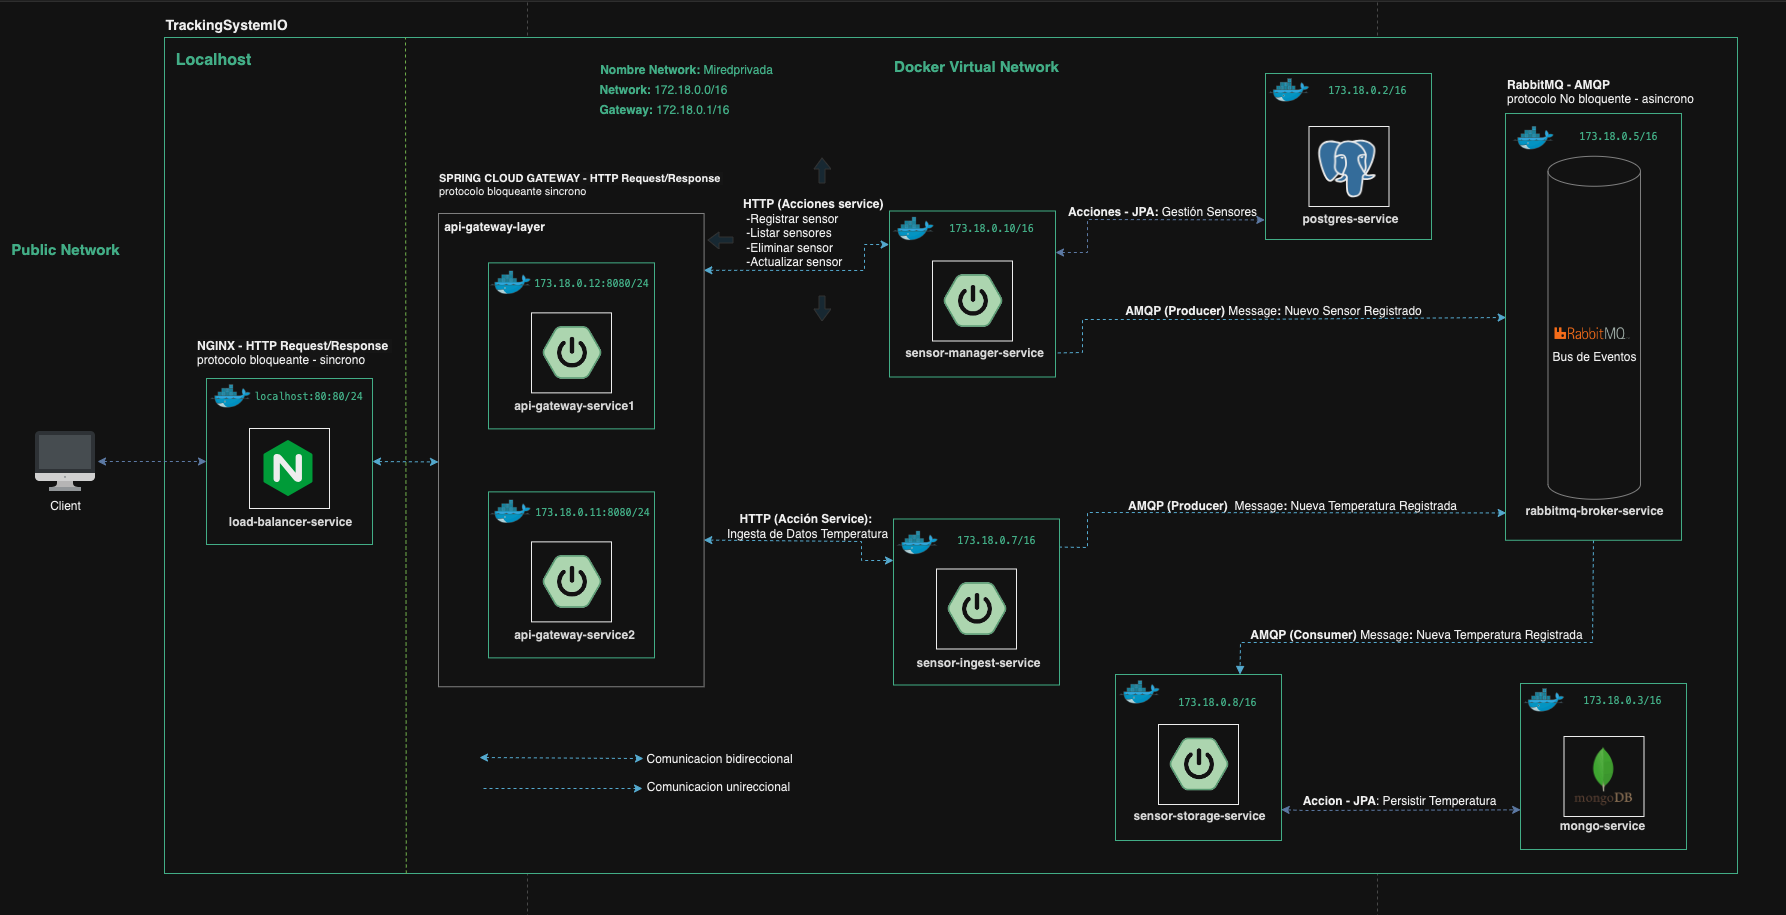 TrackingSystemIO
Localhost
Nombre Network: Miredprivada
Network: 172.18.0.0/16
Gateway: 172.18.0.1/16
Docker Virtual Network
Public Network
Client
NGINX - HTTP Request/Response
protocolo bloqueante - sincrono
localhost:80:80/24
load-balancer-service
SPRING CLOUD GATEWAY - HTTP Request/Response
protocolo bloqueante sincrono
api-gateway-layer
173.18.0.12:8080/24
api-gateway-service1
173.18.0.11:8080/24
api-gateway-service2
HTTP (Acciones service)
-Registrar sensor
-Listar sensores
-Eliminar sensor
-Actualizar sensor
173.18.0.10/16
sensor-manager-service
Acciones - JPA: Gestión Sensores
173.18.0.2/16
postgres-service
RabbitMQ - AMQP
protocolo No bloquente - asincrono
173.18.0.5/16
RabbitMQ
Bus de Eventos
rabbitmq-broker-service
AMQP (Producer) Message: Nuevo Sensor Registrado
HTTP (Acción Service):
Ingesta de Datos Temperatura
173.18.0.7/16
sensor-ingest-service
AMQP (Producer) Message: Nueva Temperatura Registrada
AMQP (Consumer) Message: Nueva Temperatura Registrada
173.18.0.8/16
sensor-storage-service
Accion - JPA: Persistir Temperatura
173.18.0.3/16
mongoDB
mongo-service
Comunicacion bidireccional
Comunicacion unireccional